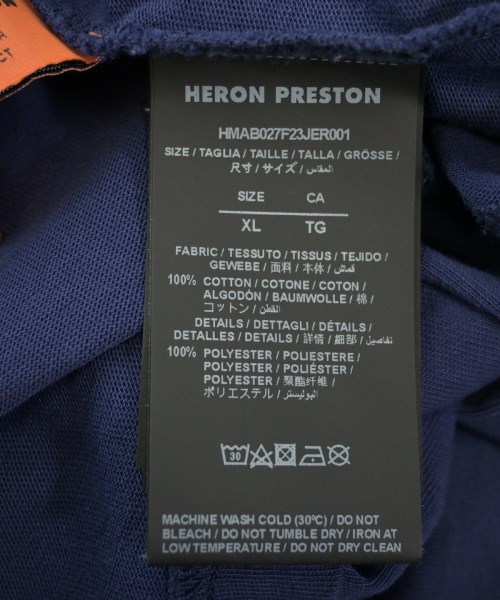 ON
R
CT
HERON PRESTON
HMAB027F23JER001
SIZE / TAGLIA / TAILLE / TALLA / GRÖSSE /
尺寸 / サイズ / المقاس /
SIZE CA
XL TG
FABRIC / TESSUTO / TISSUS / TEJIDO /
GEWEBE / 面料 / 本体 / قماش /
100% COTTON / COTONE / COTON /
ALGODÓN / BAUMWOLLE / 棉 /
コットン / القطن /
DETAILS / DETTAGLI / DÉTAILS /
DETALLES / DETAILS / 詳情 / 細部 / تفاصيل /
100% POLYESTER / POLIESTERE /
POLYESTER / POLIÉSTER /
POLYESTER / 聚酯纤维 /
ポリエステル / البوليستر /
30
MACHINE WASH COLD (30ºC) / DO NOT
BLEACH / DO NOT TUMBLE DRY / IRON AT
LOW TEMPERATURE / DO NOT DRY CLEAN